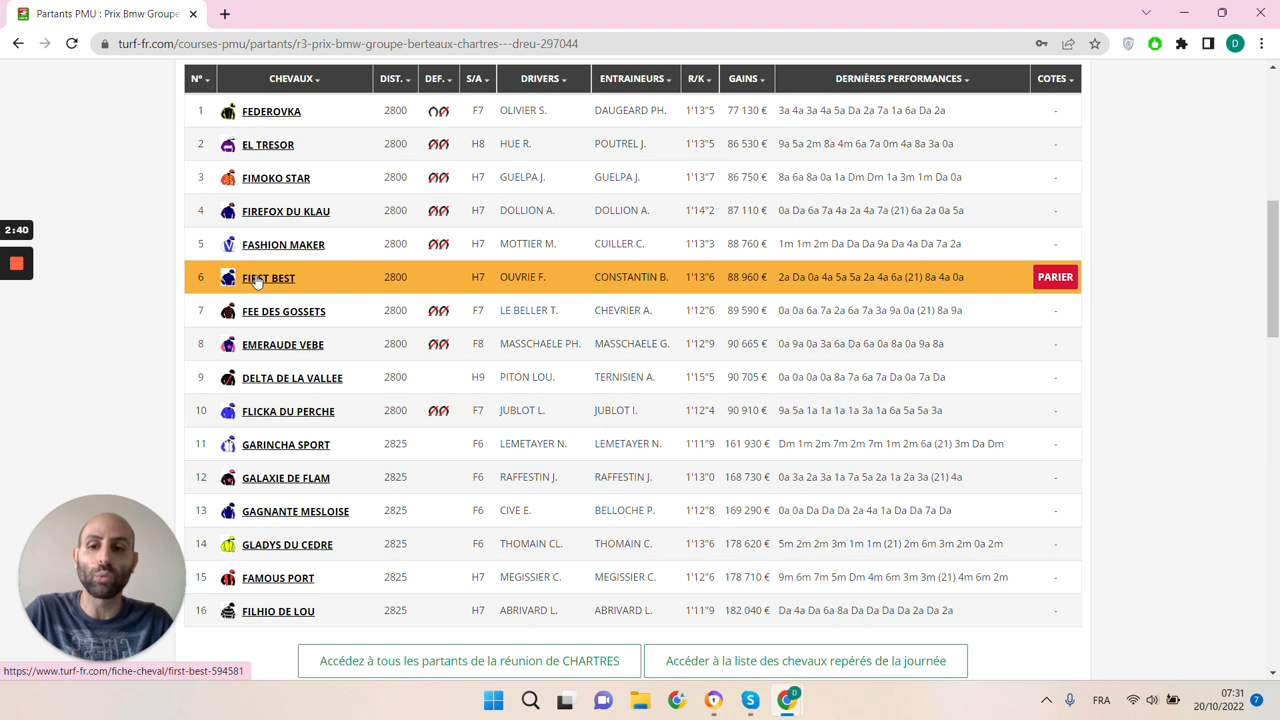 Partants PMU : Prix Bmw Groupe
turf-fr.com/courses-pmu/partants/r3-prix-bmw-groupe-berteaux-chartres---dreu-297044
D
N° CHEVAUX DIST. DEF. S/A DRIVERS ENTRAINEURS R/K GAINS DERNIÈRES PERFORMANCES COTES
1 FEDEROVKA 2800 F7 OLIVIER S. DAUGEARD PH. 1'13"5 77 130 € 3a 4a 3a 4a 5a Da 2a 7a 1a 6a Da 2a -
2 EL TRESOR 2800 H8 HUE R. POUTREL J. 1'13"5 86 530 € 9a 5a 2m 8a 4m 6a 7a 0m 4a 8a 3a 0a -
3 FIMOKO STAR 2800 H7 GUELPA J. GUELPA J. 1'13"7 86 750 € 8a 6a 8a 0a 1a Dm Dm 1a 3m 1m Da 0a -
4 FIREFOX DU KLAU 2800 H7 DOLLION A. DOLLION A. 1'14"2 87 110 € 0a Da 6a 7a 4a 2a 4a 7a (21) 6a 2a 0a 5a -
5 FASHION MAKER 2800 H7 MOTTIER M. CUILLER C. 1'13"3 88 760 € 1m 1m 2m Da Da Da 9a Da 4a Da 7a 2a -
6 FIRST BEST 2800 H7 OUVRIE F. CONSTANTIN B. 1'13"6 88 960 € 2a Da 0a 4a 5a 5a 2a 4a 6a (21) 8a 4a 0a PARIER
7 FEE DES GOSSETS 2800 F7 LE BELLER T. CHEVRIER A. 1'12"6 89 590 € 0a 0a 6a 7a 2a 6a 7a 3a 9a 0a (21) 8a 9a -
8 EMERAUDE VEBE 2800 F8 MASSCHAELE PH. MASSCHAELE G. 1'12"9 90 665 € 0a 9a 0a 3a 6a Da 6a 0a 8a 0a 9a 8a -
9 DELTA DE LA VALLEE 2800 H9 PITON LOU. TERNISIEN A. 1'15"5 90 705 € 0a 0a 0a 0a 8a 7a 6a 7a Da 0a 7a Da -
10 FLICKA DU PERCHE 2800 F7 JUBLOT L. JUBLOT I. 1'12"4 90 910 € 9a 5a 1a 1a 1a 1a 3a 1a 6a 5a 5a 3a -
11 GARINCHA SPORT 2825 F6 LEMETAYER N. LEMETAYER N. 1'11"9 161 930 € Dm 1m 2m 7m 2m 7m 1m 2m 6a (21) 3m Da Dm -
12 GALAXIE DE FLAM 2825 F6 RAFFESTIN J. RAFFESTIN J. 1'13"0 168 730 € 0a 3a 2a 3a 1a 7a 5a 2a 1a 2a 3a (21) 4a -
13 GAGNANTE MESLOISE 2825 F6 CIVE E. BELLOCHE P. 1'12"8 169 290 € 0a 0a Da Da Da 2a 4a 1a Da Da 7a Da -
14 GLADYS DU CEDRE 2825 F6 THOMAIN CL. THOMAIN C. 1'13"6 178 620 € 5m 2m 2m 3m 1m 1m (21) 2m 6m 3m 2m 0a 2m -
15 FAMOUS PORT 2825 H7 MEGISSIER C. MEGISSIER C. 1'12"6 178 710 € 9m 6m 7m 5m Dm 4m 6m 3m 3m (21) 4m 6m 2m -
16 FILHIO DE LOU 2825 H7 ABRIVARD L. ABRIVARD L. 1'11"9 182 040 € Da 4a Da 6a 8a Da Da Da Da 2a Da 2a -
2:40
Accédez à tous les partants de la réunion de CHARTRES
Accéder à la liste des chevaux repérés de la journée
https://www.turf-fr.com/fiche-cheval/first-best-594581
FRA
07:31
20/10/2022
7